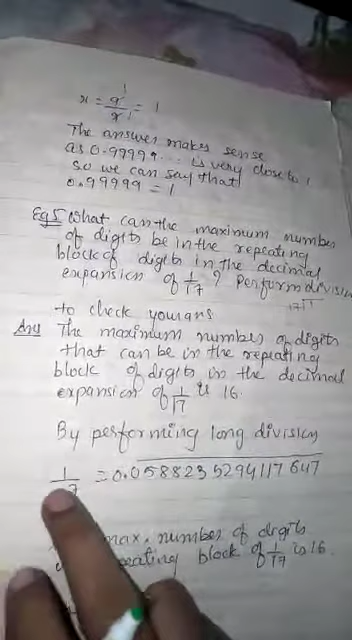 x = 9/9 = 1
The answer makes sense
as 0.99999... is very close to 1
so we can say that
0.99999 = 1
Eg5 What can the maximum number
of digits be in the repeating
block of digits in the decimal
expansion of 1/17? Perform division
to check your ans
Ans The maximum number of digits
that can be in the repeating
block of digits in the decimal
expansion of 1/17 is 16.
By performing long division
= 0.0588235294117647
max. number of digits
block of 1/17 is 16.